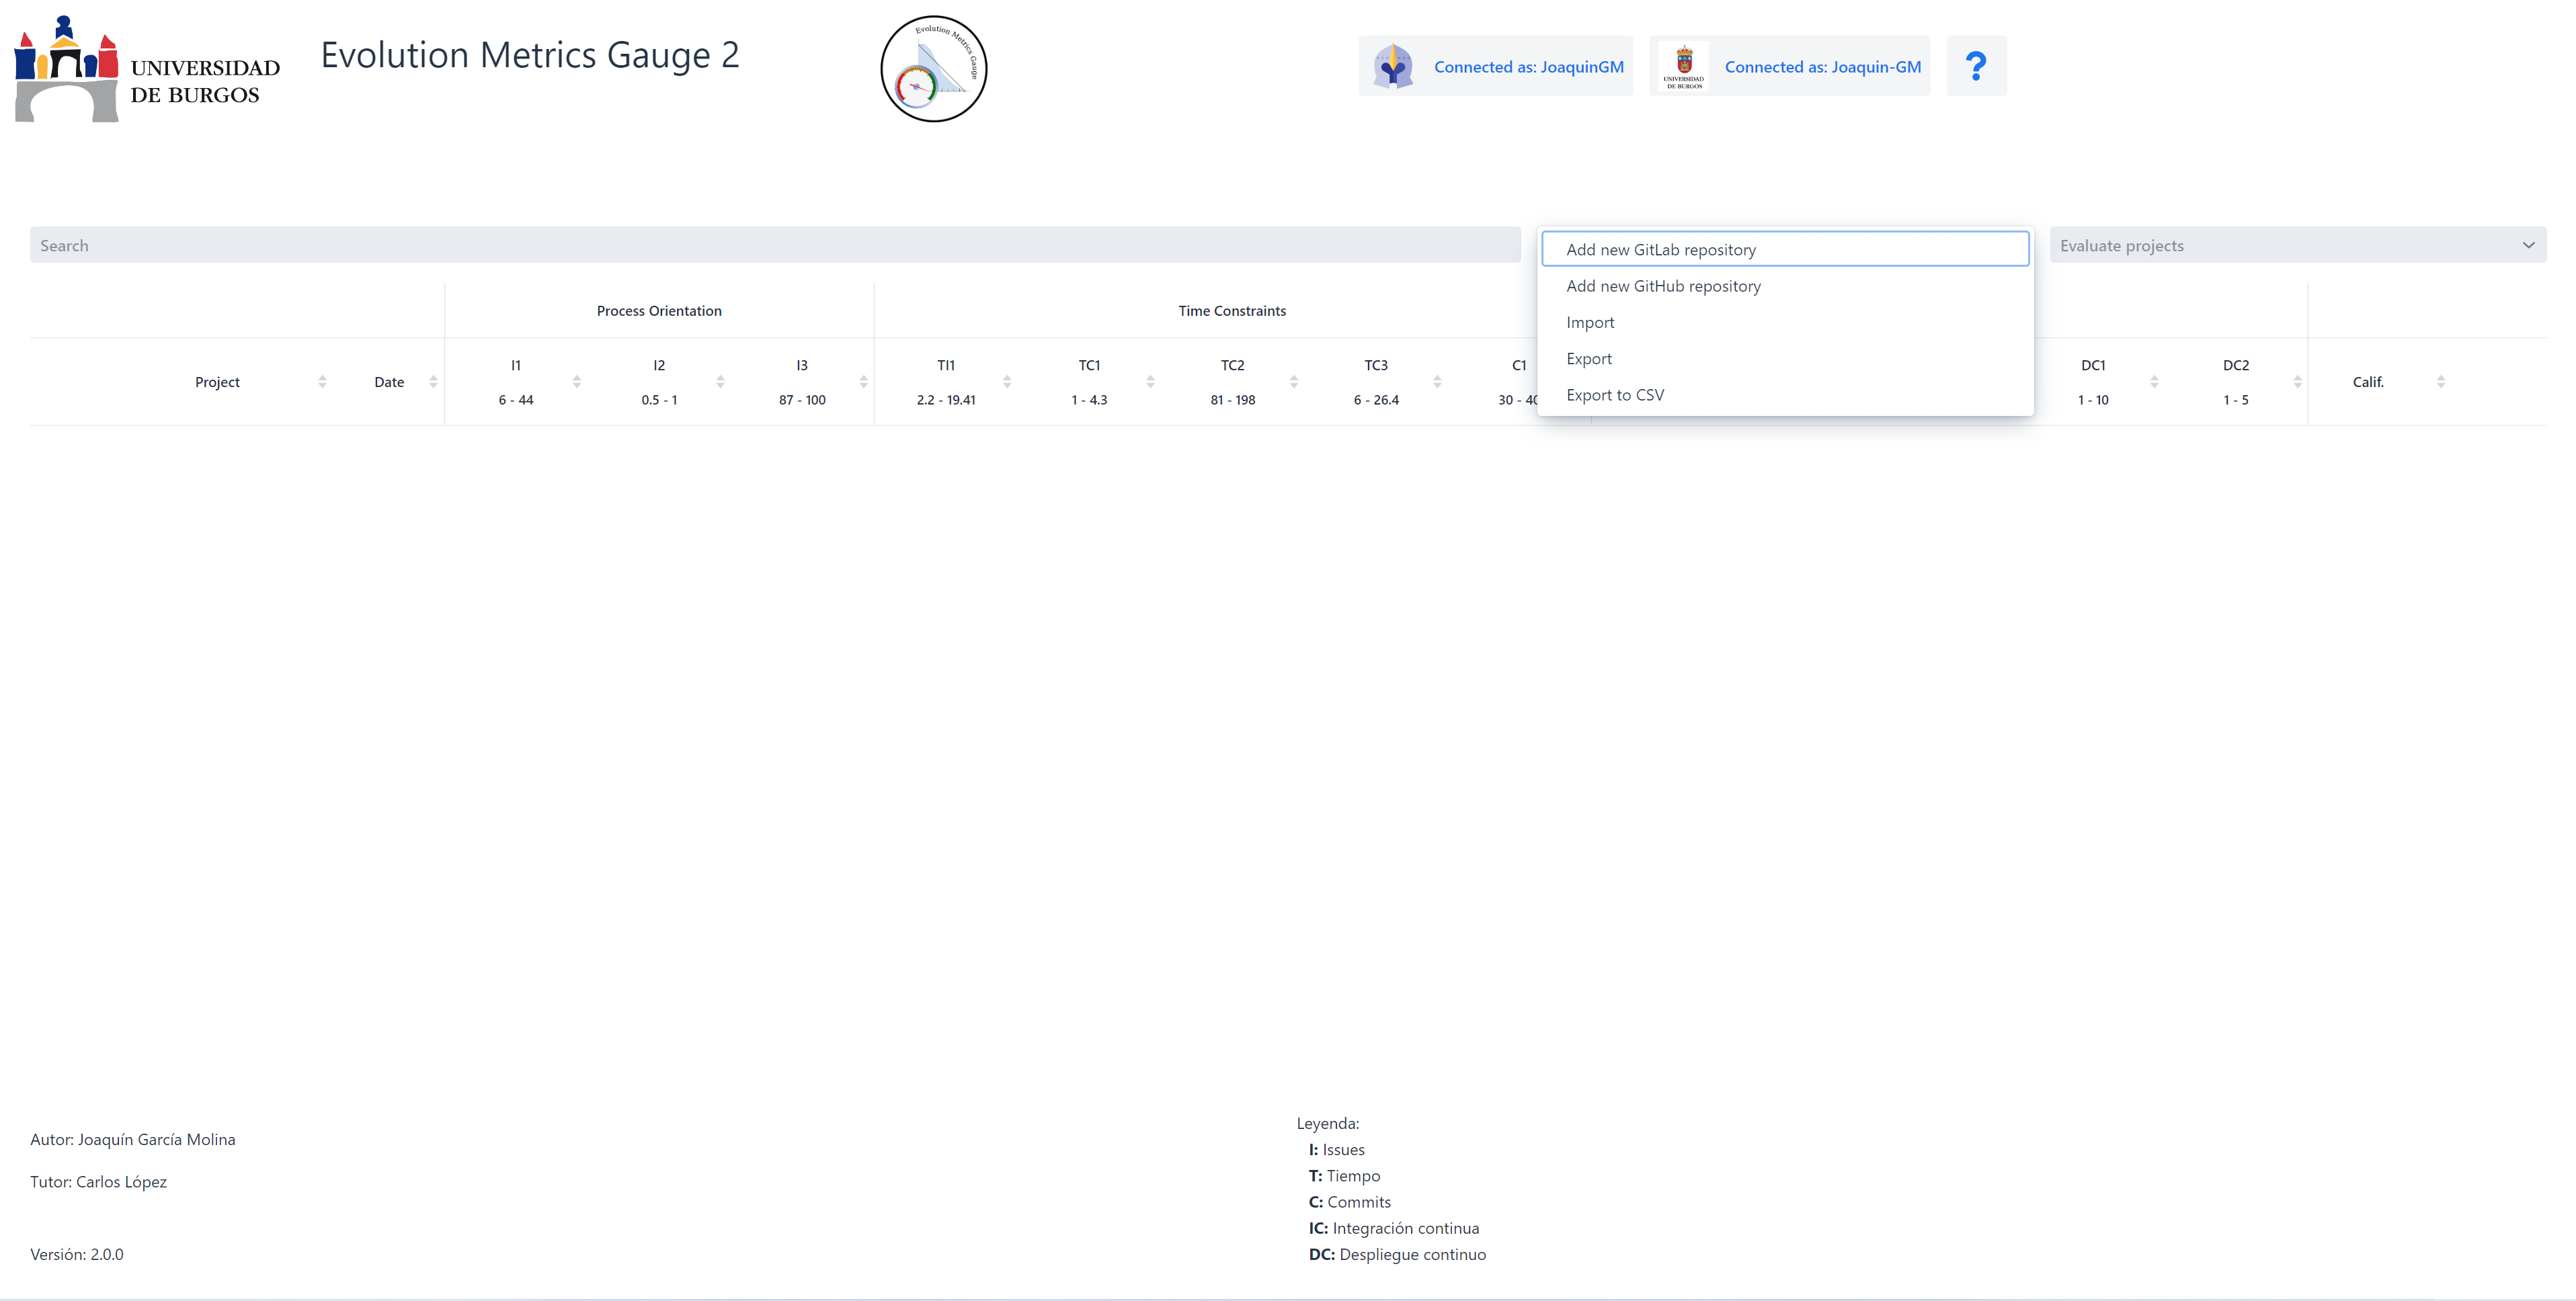 UNIVERSIDAD
DE BURGOS
Evolution Metrics Gauge 2
Evolution Metrics Gauge
Connected as: JoaquinGM
UNIVERSIDAD
DE BURGOS
Connected as: Joaquin-GM
?
Search
Add new GitLab repository
Add new GitHub repository
Import
Export
Export to CSV
Evaluate projects
Process Orientation
Time Constraints
Project
Date
I1
6 - 44
I2
0.5 - 1
I3
87 - 100
TI1
2.2 - 19.41
TC1
1 - 4.3
TC2
81 - 198
TC3
6 - 26.4
C1
30 - 40
DC1
1 - 10
DC2
1 - 5
Calif.
Autor: Joaquín García Molina
Tutor: Carlos López
Versión: 2.0.0
Leyenda:
I: Issues
T: Tiempo
C: Commits
IC: Integración continua
DC: Despliegue continuo